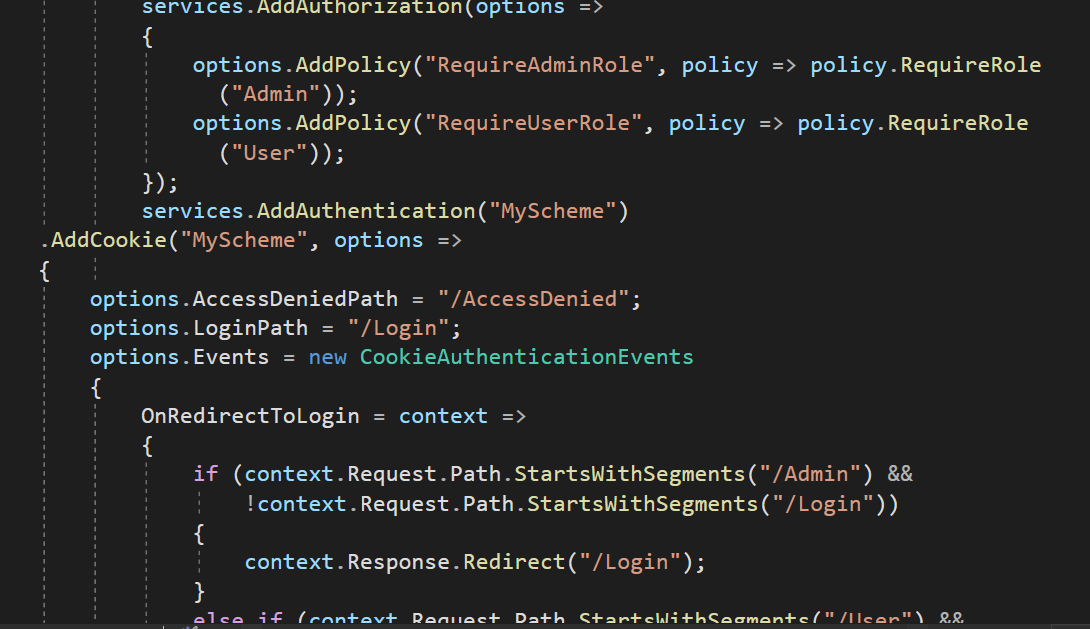 services.AddAuthorization(options =>
{
options.AddPolicy("RequireAdminRole", policy => policy.RequireRole
("Admin"));
options.AddPolicy("RequireUserRole", policy => policy.RequireRole
("User"));
});
services.AddAuthentication("MyScheme")
.AddCookie("MyScheme", options =>
{
options.AccessDeniedPath = "/AccessDenied";
options.LoginPath = "/Login";
options.Events = new CookieAuthenticationEvents
{
OnRedirectToLogin = context =>
{
if (context.Request.Path.StartsWithSegments("/Admin") &&
!context.Request.Path.StartsWithSegments("/Login"))
{
context.Response.Redirect("/Login");
}
else if (context.Request.Path.StartsWithSegments("/User") &&